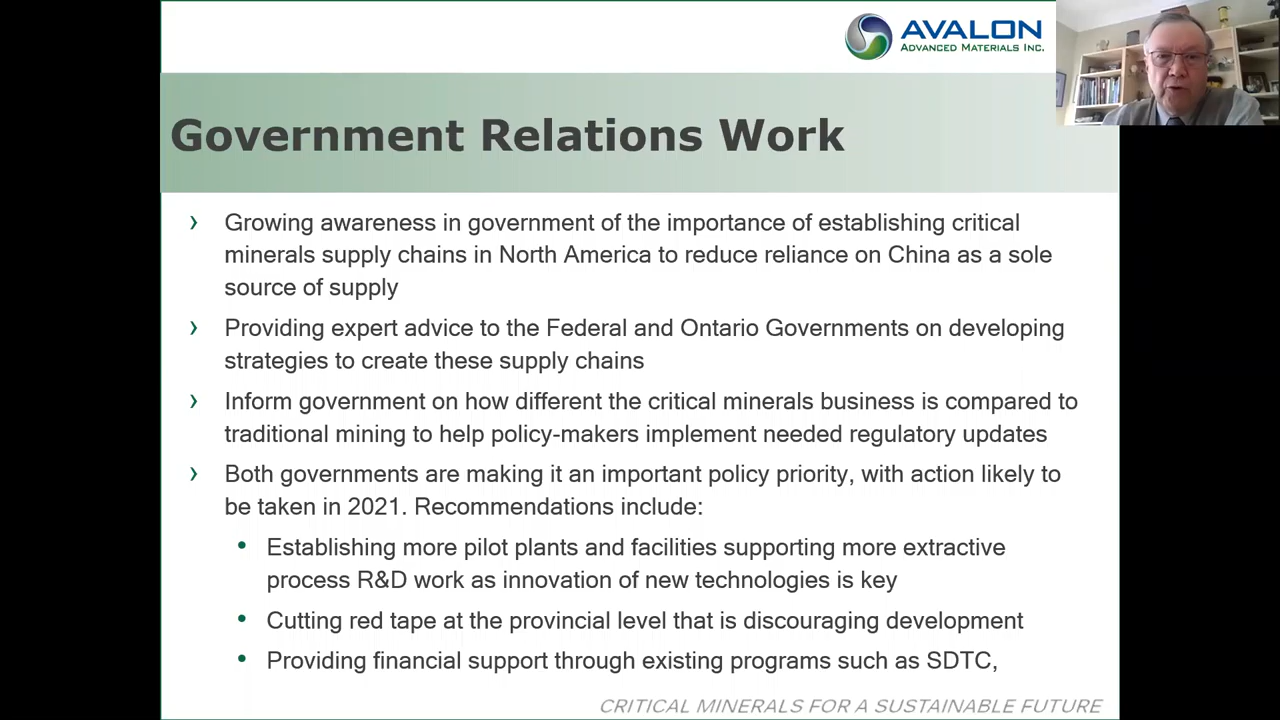 AVALON
ADVANCED MATERIALS INC.
Government Relations Work
› Growing awareness in government of the importance of establishing critical
minerals supply chains in North America to reduce reliance on China as a sole
source of supply
› Providing expert advice to the Federal and Ontario Governments on developing
strategies to create these supply chains
› Inform government on how different the critical minerals business is compared to
traditional mining to help policy-makers implement needed regulatory updates
› Both governments are making it an important policy priority, with action likely to
be taken in 2021. Recommendations include:
• Establishing more pilot plants and facilities supporting more extractive
process R&D work as innovation of new technologies is key
• Cutting red tape at the provincial level that is discouraging development
• Providing financial support through existing programs such as SDTC,
CRITICAL MINERALS FOR A SUSTAINABLE FUTURE